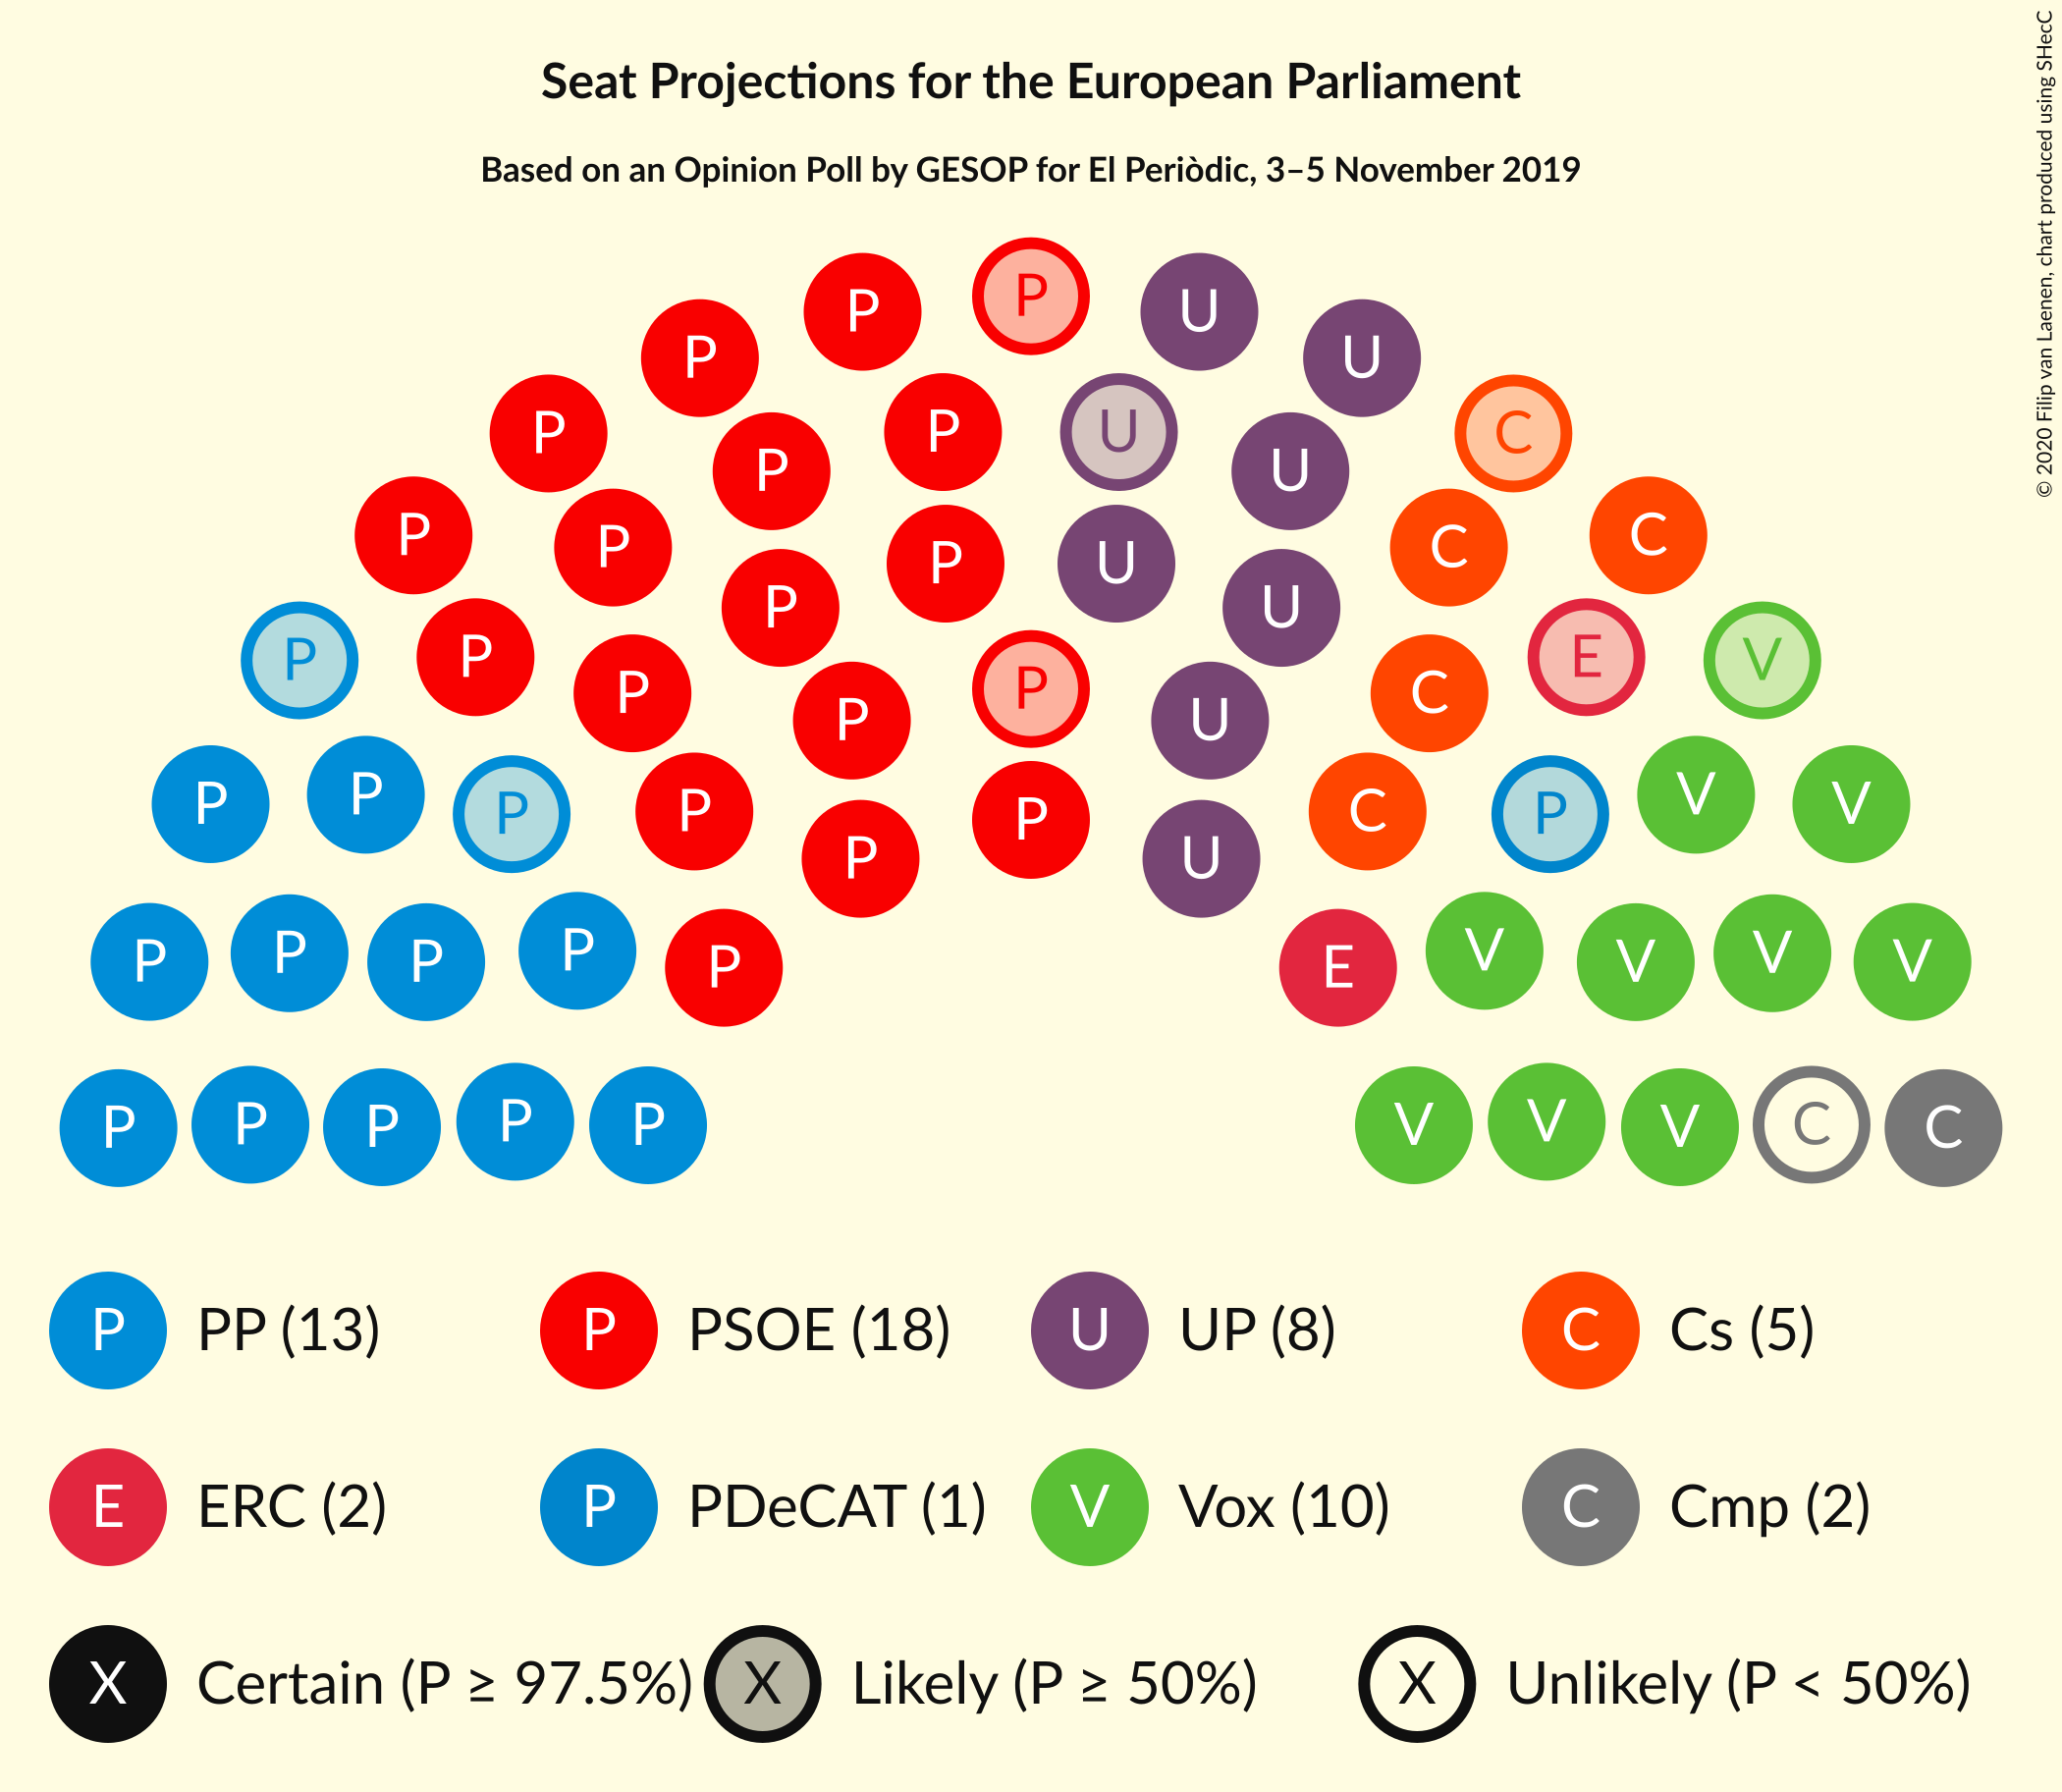 Seat Projections for the European Parliament
Based on an Opinion Poll by GESOP for El Periòdic, 3–5 November 2019
© 2020 Filip van Laenen, chart produced using SHecC
P
P P
U U
P P P U U C
P P P U C C
P P P U E V
P P P P U C
P P P P P C P V V
P P U
P P P P P E V V V V
P P P P P V V V C C
P PP (13) P PSOE (18) U UP (8) C Cs (5)
E ERC (2) P PDeCAT (1) V Vox (10) C Cmp (2)
X Certain (P ≥ 97.5%) X Likely (P ≥ 50%) X Unlikely (P < 50%)